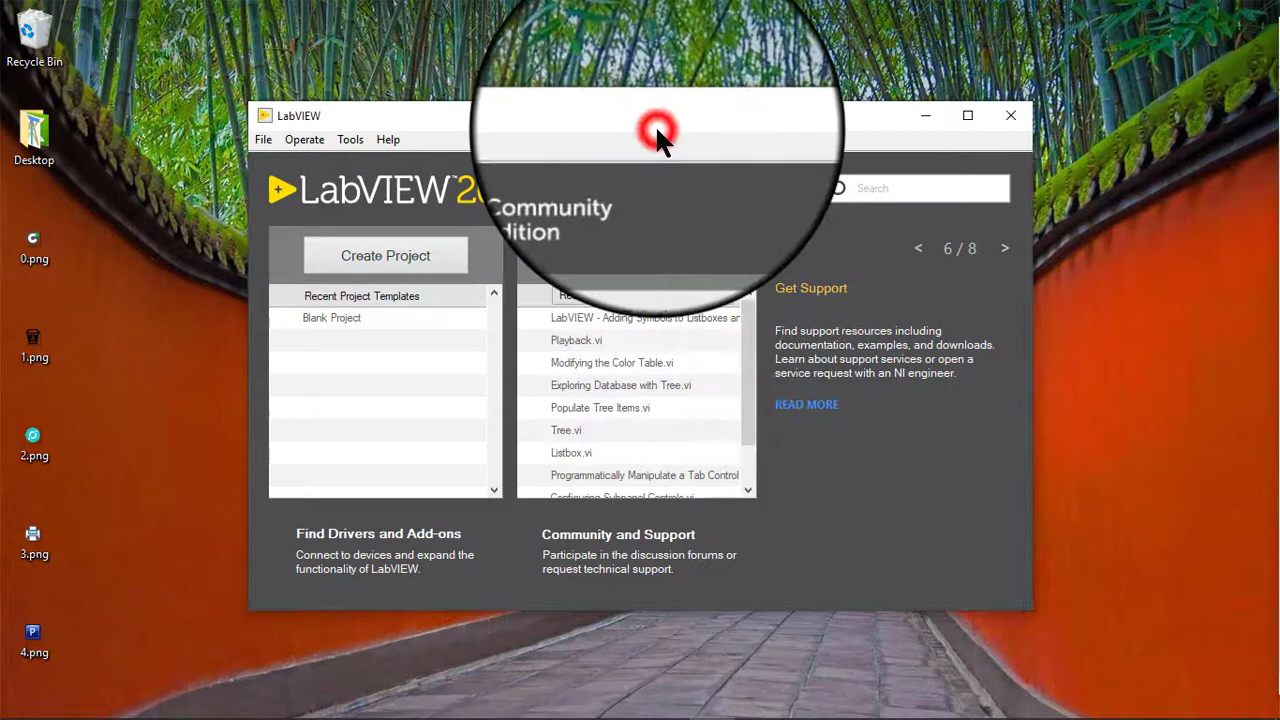 Recycle Bin
Desktop
0.png
1.png
2.png
3.png
4.png
LabVIEW
File Operate Tools Help
LabVIEW™
Community
Search
Create Project
Recent Project Templates
Blank Project
LabVIEW - Adding Symbols to Listboxes an
Playback.vi
Modifying the Color Table.vi
Exploring Database with Tree.vi
Populate Tree Items.vi
Tree.vi
Listbox.vi
Programmatically Manipulate a Tab Control
Configuring Subpanel Controls.vi
< 6 / 8 >
Get Support
Find support resources including
documentation, examples, and downloads.
Learn about support services or open a
service request with an NI engineer.
READ MORE
Find Drivers and Add-ons
Connect to devices and expand the
functionality of LabVIEW.
Community and Support
Participate in the discussion forums or
request technical support.